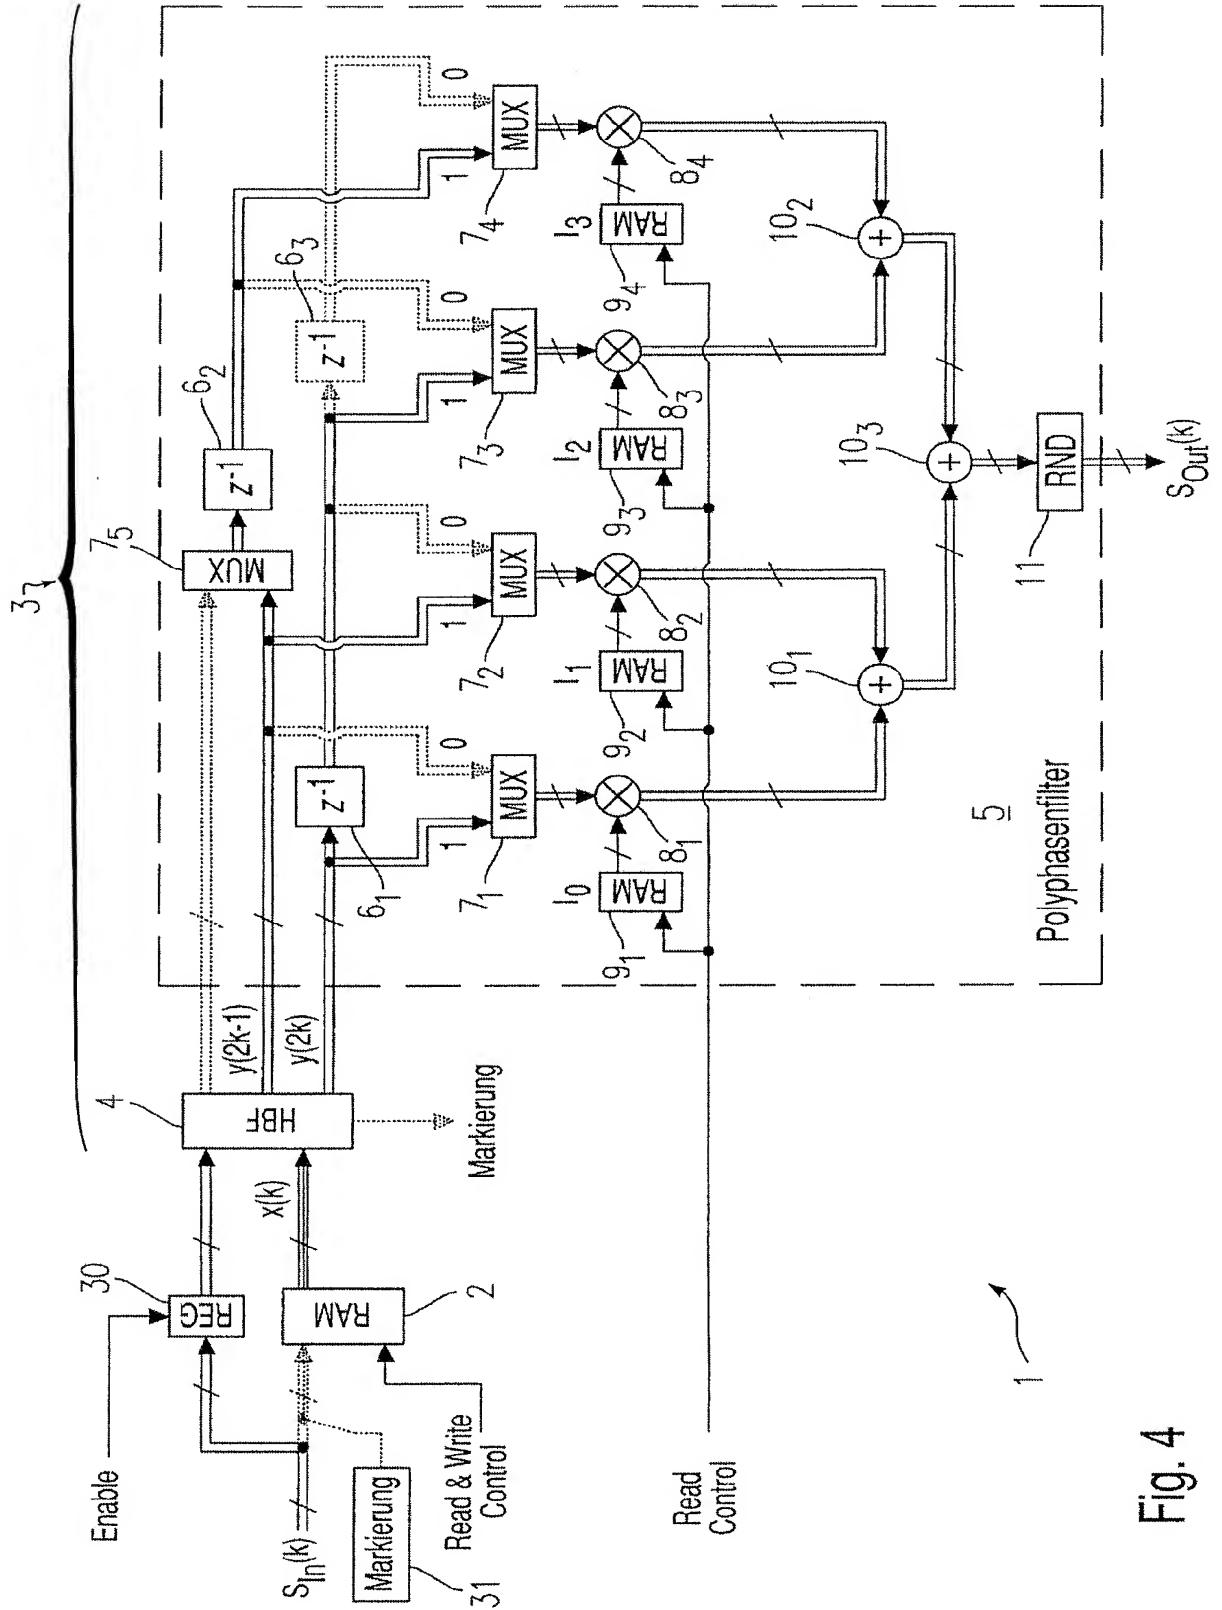 3
Enable
30
REG
S_In(k)
31
Markierung
Read & Write
Control
RAM
2
x(k)
4
HBF
Markierung
y(2k-1)
y(2k)
7_5
MUX
6_2
z^-1
6_1
z^-1
6_3
z^-1
1
0
7_1
MUX
1
0
7_2
MUX
1
0
7_3
MUX
1
0
7_4
MUX
I_0
RAM
9_1
8_1
I_1
RAM
9_2
8_2
I_2
RAM
9_3
8_3
I_3
RAM
9_4
8_4
Read
Control
10_1
10_2
10_3
11
RND
S_Out(k)
5
Polyphasenfilter
1
Fig. 4